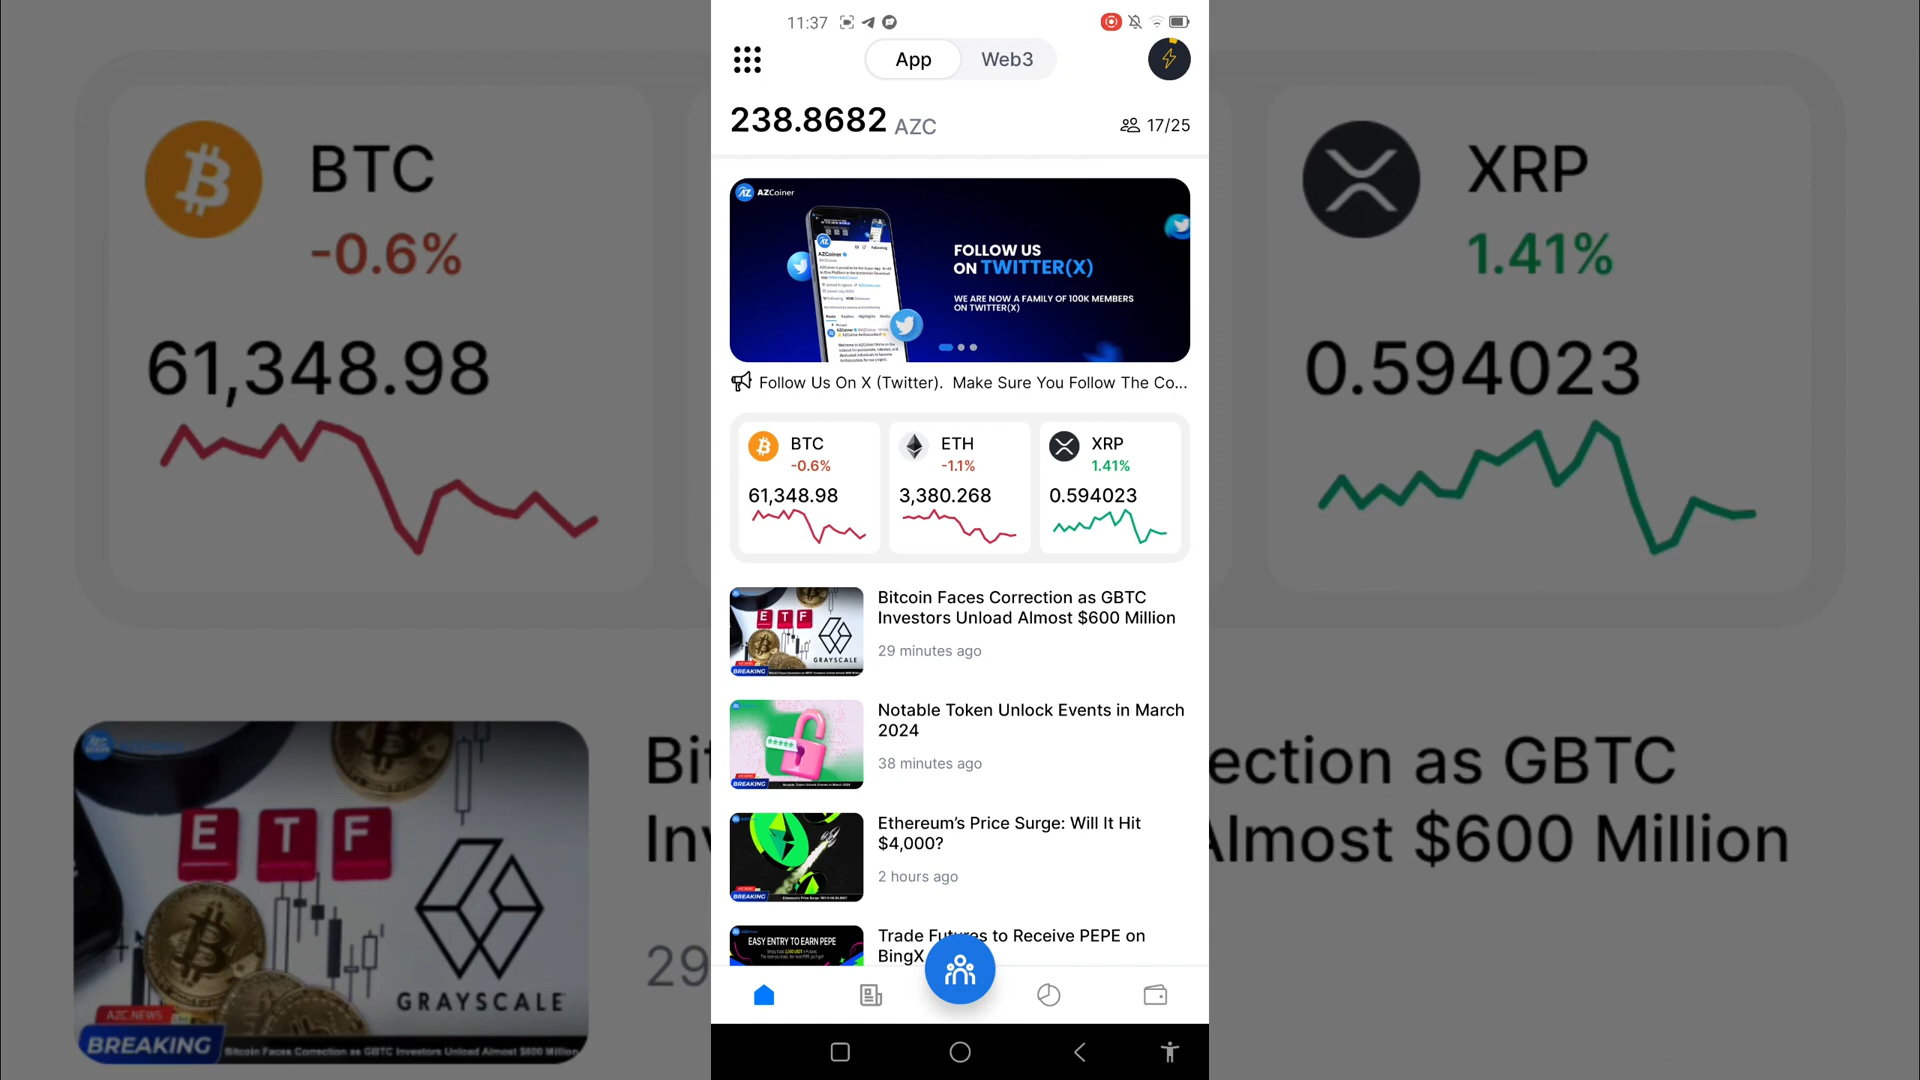 11:37
App
Web3
238.8682 AZC
17/25
AZCoiner
FOLLOW US
ON TWITTER(X)
WE ARE NOW A FAMILY OF 100K MEMBERS
ON TWITTER(X)
Follow Us On X (Twitter). Make Sure You Follow The Co...
BTC
-0.6%
61,348.98
ETH
-1.1%
3,380.268
XRP
1.41%
0.594023
ETF
GRAYSCALE
BREAKING
Bitcoin Faces Correction as GBTC
Investors Unload Almost $600 Million
29 minutes ago
BREAKING
Notable Token Unlock Events in March
2024
38 minutes ago
BREAKING
Ethereum’s Price Surge: Will It Hit
$4,000?
2 hours ago
EASY ENTRY TO EARN PEPE
Trade Futures to Receive PEPE on
BingX
BTC
-0.6%
61,348.98
XRP
1.41%
0.594023
ETF
GRAYSCALE
AZC.NEWS
BREAKING
Bitcoin Faces Correction as GBTC Investors Unload Almost $600 Million
Bit
ection as GBTC
Inv
Almost $600 Million
29